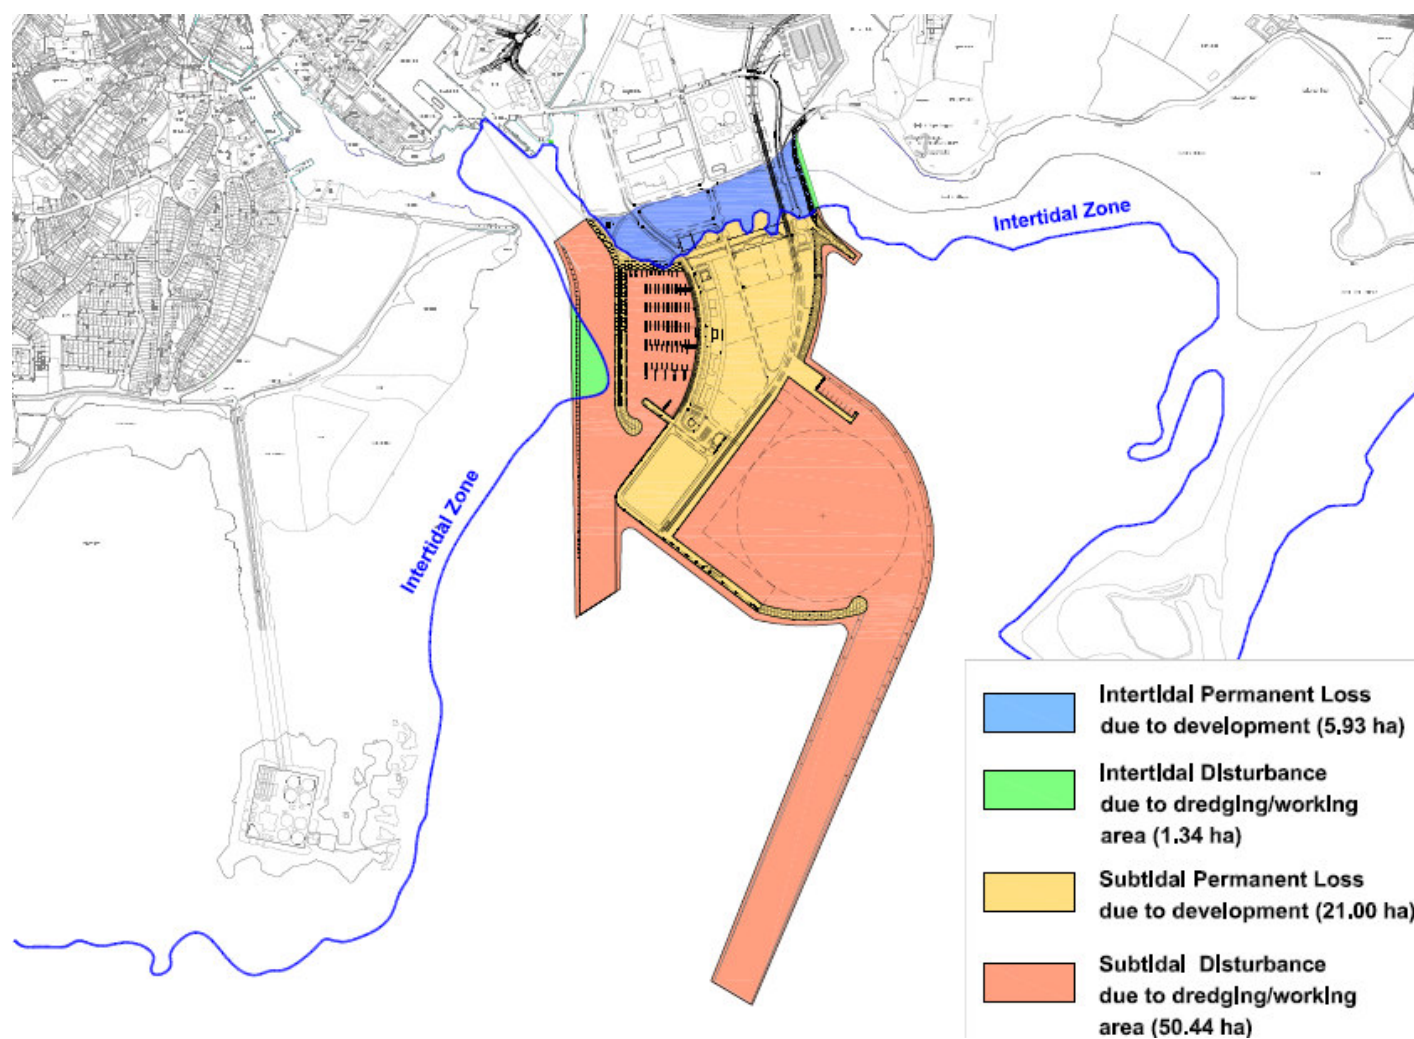 Intertidal Zone
Intertidal Zone
Intertidal Permanent Loss
due to development (5.93 ha)
Intertidal Disturbance
due to dredging/working
area (1.34 ha)
Subtidal Permanent Loss
due to development (21.00 ha)
Subtidal Disturbance
due to dredging/working
area (50.44 ha)